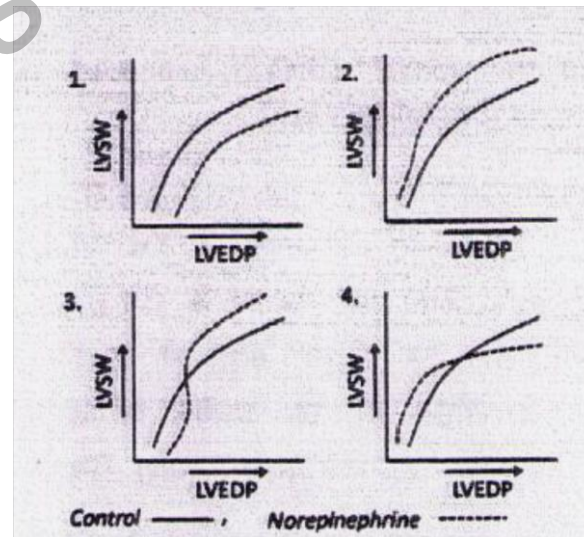 1.
LVSW
LVEDP
2.
LVSW
LVEDP
3.
LVSW
LVEDP
4.
LVSW
LVEDP
Control ——— , Norepinephrine --------